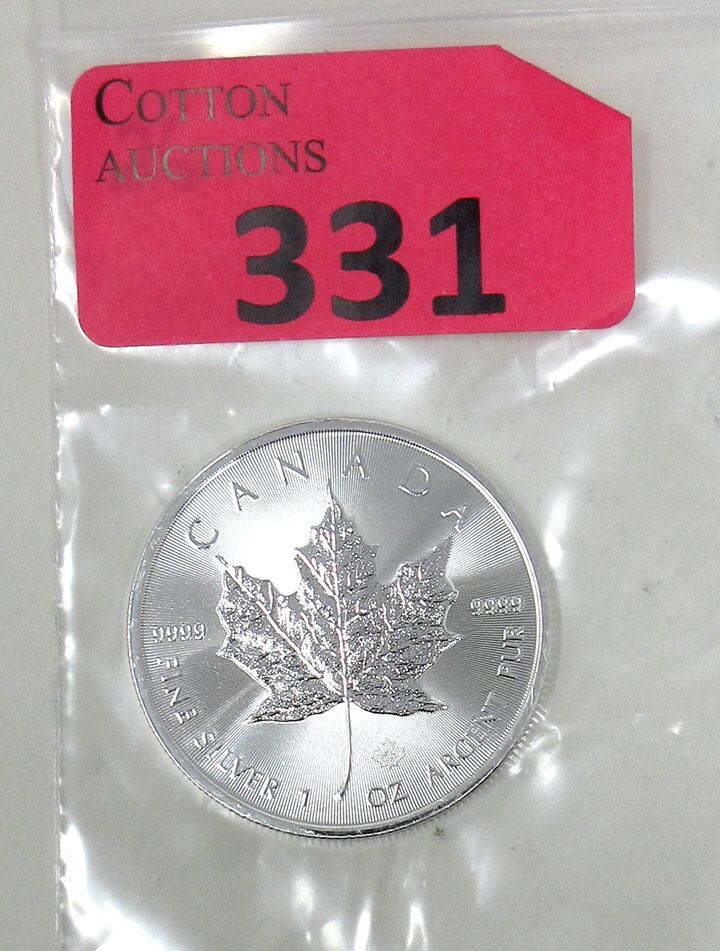 COTTON
AUCTIONS
331
CANADA
9999 9999
FINE SILVER 1 OZ ARGENT PUR